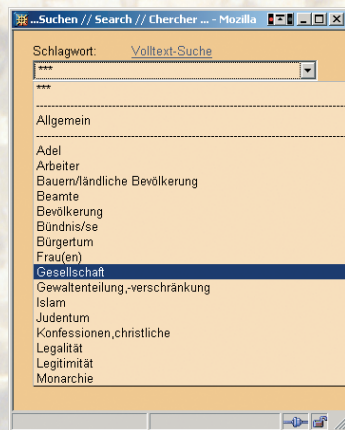 ...Suchen // Search // Chercher ... - Mozilla
Schlagwort: Volltext-Suche
***
***
Allgemein
Adel
Arbeiter
Bauern/ländliche Bevölkerung
Beamte
Bevölkerung
Bündnis/se
Bürgertum
Frau(en)
Gesellschaft
Gewaltenteilung,-verschränkung
Islam
Judentum
Konfessionen,christliche
Legalität
Legitimität
Monarchie